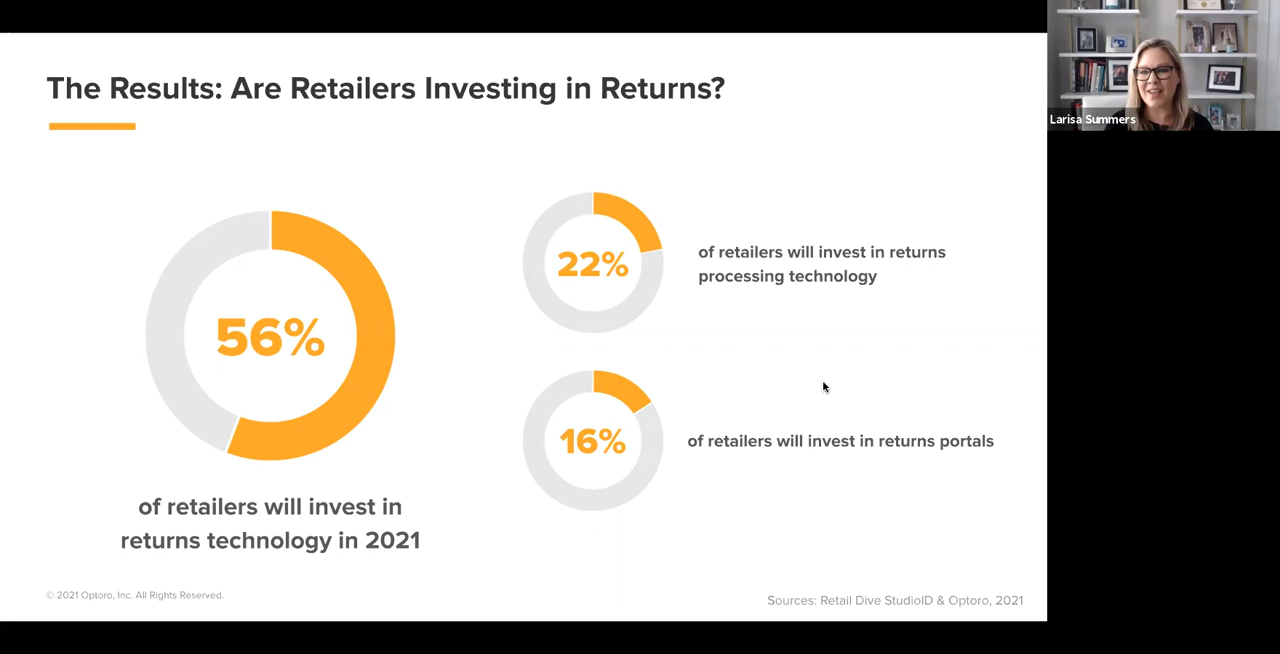 The Results: Are Retailers Investing in Returns?
Larisa Summers
56%
of retailers will invest in
returns technology in 2021
22%
of retailers will invest in returns
processing technology
16%
of retailers will invest in returns portals
© 2021 Optoro, Inc. All Rights Reserved.
Sources: Retail Dive StudioID & Optoro, 2021